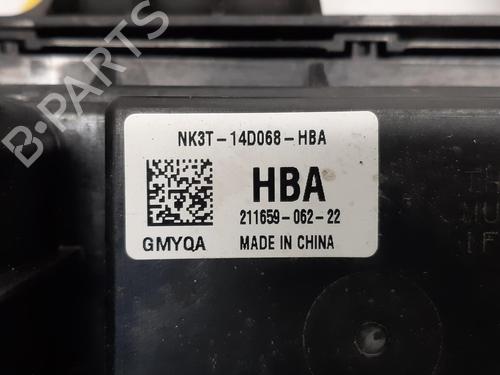 NK3T-14D068-HBA
HBA
211659-062-22
GMYQA MADE IN CHINA
B-PARTS